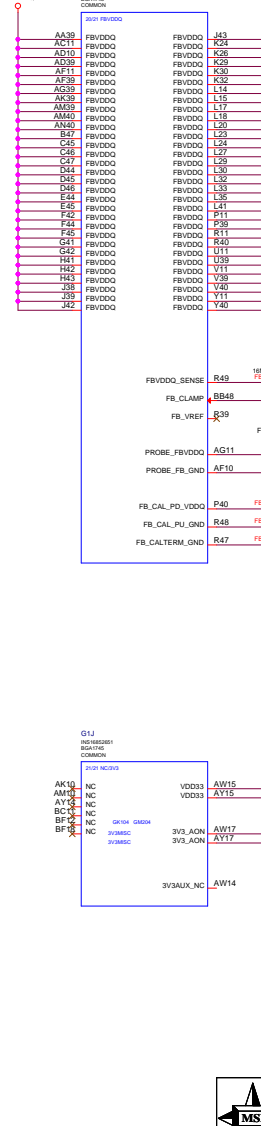 COMMON
20/21 FBVDDQ
AA39 FBVDDQ FBVDDQ J43
AC11 FBVDDQ FBVDDQ K24
AD10 FBVDDQ FBVDDQ K26
AD39 FBVDDQ FBVDDQ K29
AF11 FBVDDQ FBVDDQ K30
AF39 FBVDDQ FBVDDQ K32
AG39 FBVDDQ FBVDDQ L14
AK39 FBVDDQ FBVDDQ L15
AM39 FBVDDQ FBVDDQ L17
AM40 FBVDDQ FBVDDQ L18
AN40 FBVDDQ FBVDDQ L20
B47 FBVDDQ FBVDDQ L23
C45 FBVDDQ FBVDDQ L24
C46 FBVDDQ FBVDDQ L27
C47 FBVDDQ FBVDDQ L29
D44 FBVDDQ FBVDDQ L30
D45 FBVDDQ FBVDDQ L32
D46 FBVDDQ FBVDDQ L33
E44 FBVDDQ FBVDDQ L35
E45 FBVDDQ FBVDDQ L41
F42 FBVDDQ FBVDDQ P11
F44 FBVDDQ FBVDDQ P39
F45 FBVDDQ FBVDDQ R11
G41 FBVDDQ FBVDDQ R40
G42 FBVDDQ FBVDDQ U11
H41 FBVDDQ FBVDDQ U39
H42 FBVDDQ FBVDDQ V11
H43 FBVDDQ FBVDDQ V39
J38 FBVDDQ FBVDDQ V40
J39 FBVDDQ FBVDDQ Y11
J42 FBVDDQ FBVDDQ Y40
FBVDDQ_SENSE R49
FB_CLAMP BB48
FB_VREF R39
PROBE_FBVDDQ AG11
PROBE_FB_GND AF10
FB_CAL_PD_VDDQ P40
FB_CAL_PU_GND R48
FB_CALTERM_GND R47
G1J
INS16852651
BGA1745
COMMON
21/21 NC/3V3
AK10 NC VDD33 AW15
AM10 NC VDD33 AY15
AY14 NC
BC11 NC
BF12 NC GK104 GM204
NC 3V3MISC 3V3_AON AW17
3V3MISC 3V3_AON AY17
3V3AUX_NC AW14